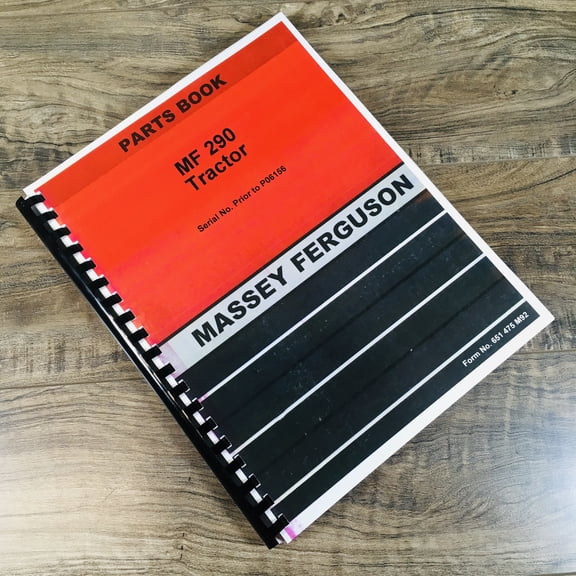 PARTS BOOK
MF 290
Tractor
Serial No. Prior to P06156
MASSEY FERGUSON
Form No. 651 475 M92